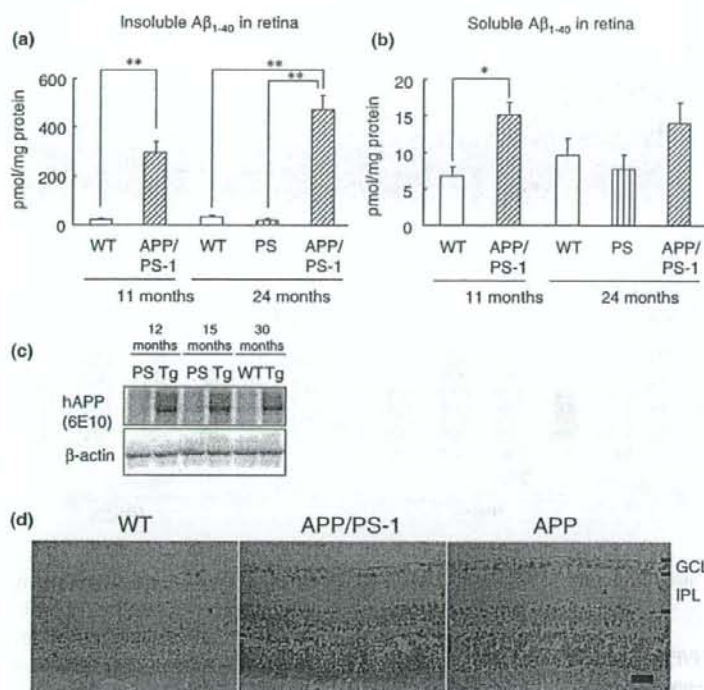 (a)
Insoluble Aβ1-40 in retina
pmol/mg protein
600
400
200
0
**
**
**
WT
APP/
PS-1
WT
PS
APP/
PS-1
11 months
24 months
(b)
Soluble Aβ1-40 in retina
pmol/mg protein
20
15
10
5
0
*
WT
APP/
PS-1
WT
PS
APP/
PS-1
11 months
24 months
(c)
12
months
15
months
30
months
PS Tg
PS Tg
WT Tg
hAPP
(6E10)
β-actin
(d)
WT
APP/PS-1
APP
GCL
IPL